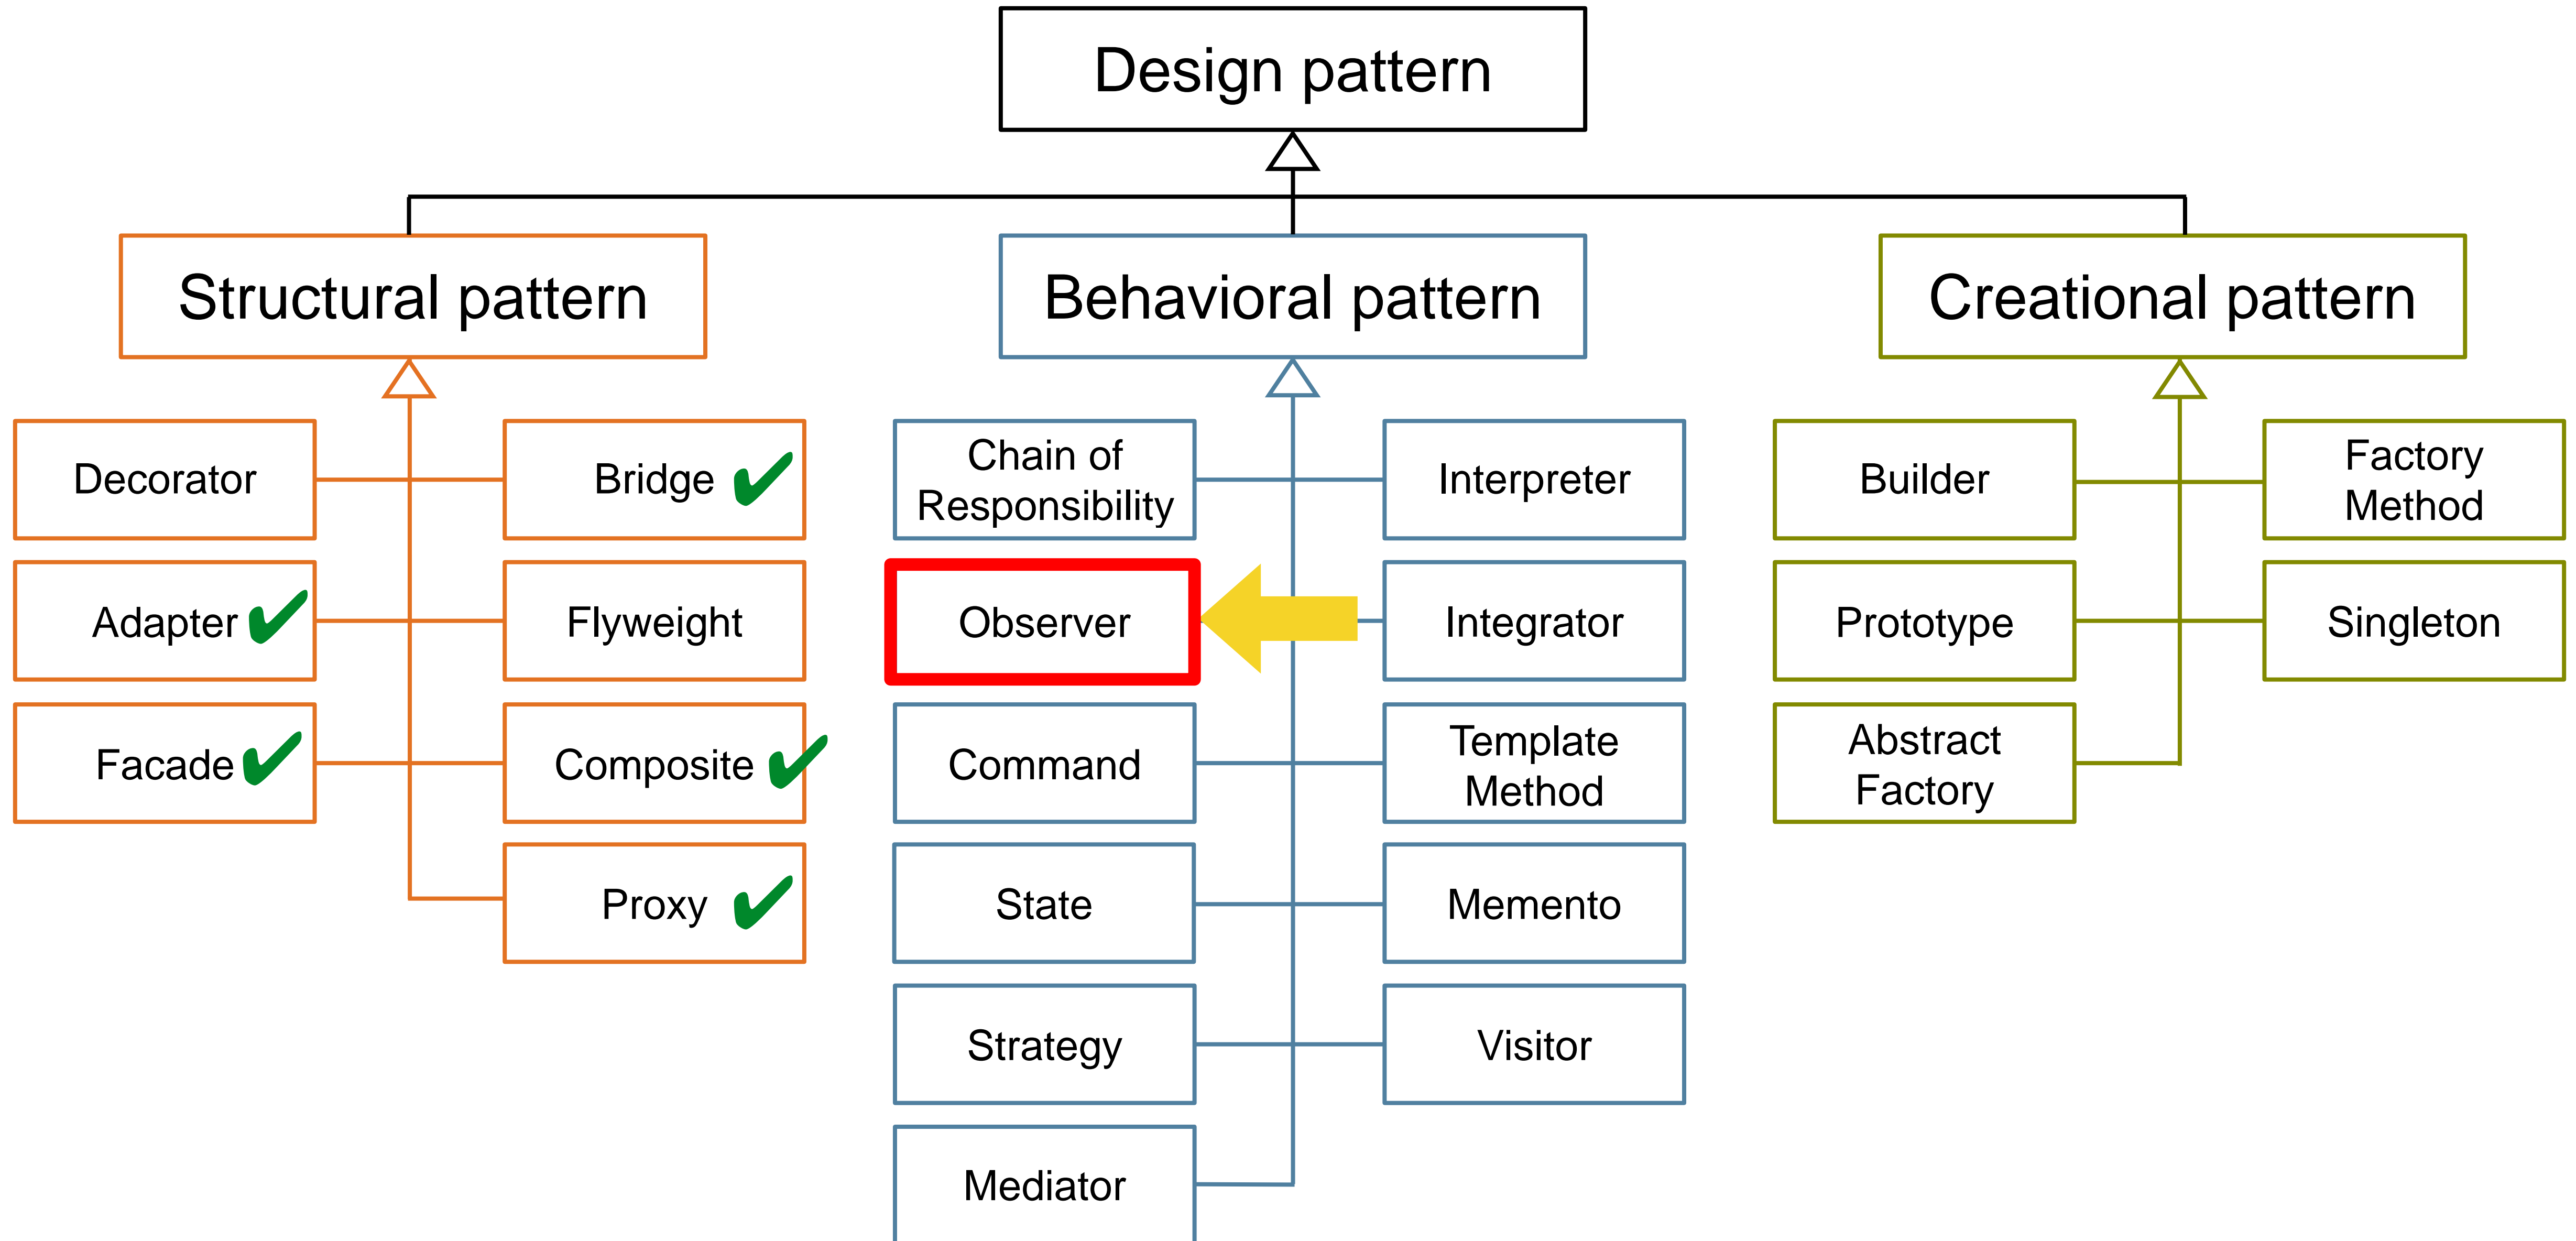 Design pattern
Structural pattern
Behavioral pattern
Creational pattern
Decorator
Bridge
Adapter
Flyweight
Facade
Composite
Proxy
Chain of
Responsibility
Interpreter
Observer
Integrator
Command
Template
Method
State
Memento
Strategy
Visitor
Mediator
Builder
Factory
Method
Prototype
Singleton
Abstract
Factory